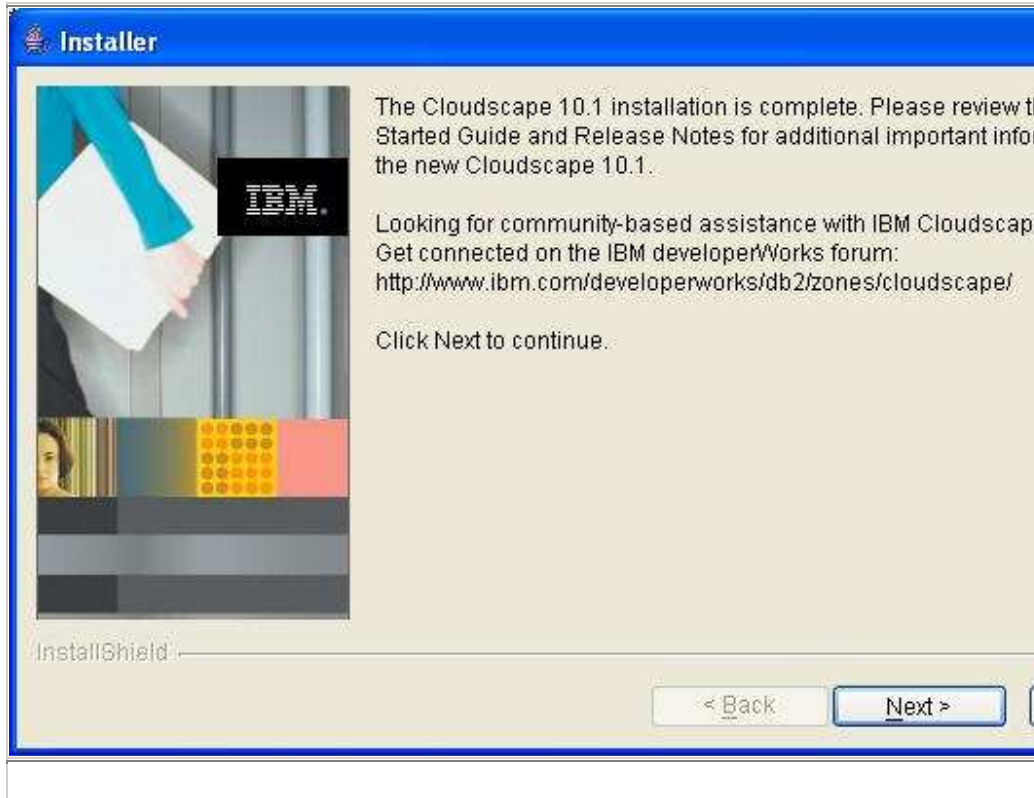 Installer
The Cloudscape 10.1 installation is complete. Please review
Started Guide and Release Notes for additional important
the new Cloudscape 10.1.
IBM.
Looking for community-based assistance with IBM
Get connected on the IBM developerWorks forum:
http://www.ibm.com/developerworks/db2/zones/cloudscape/
Click Next to continue.
InstallShield
< Back
Next >